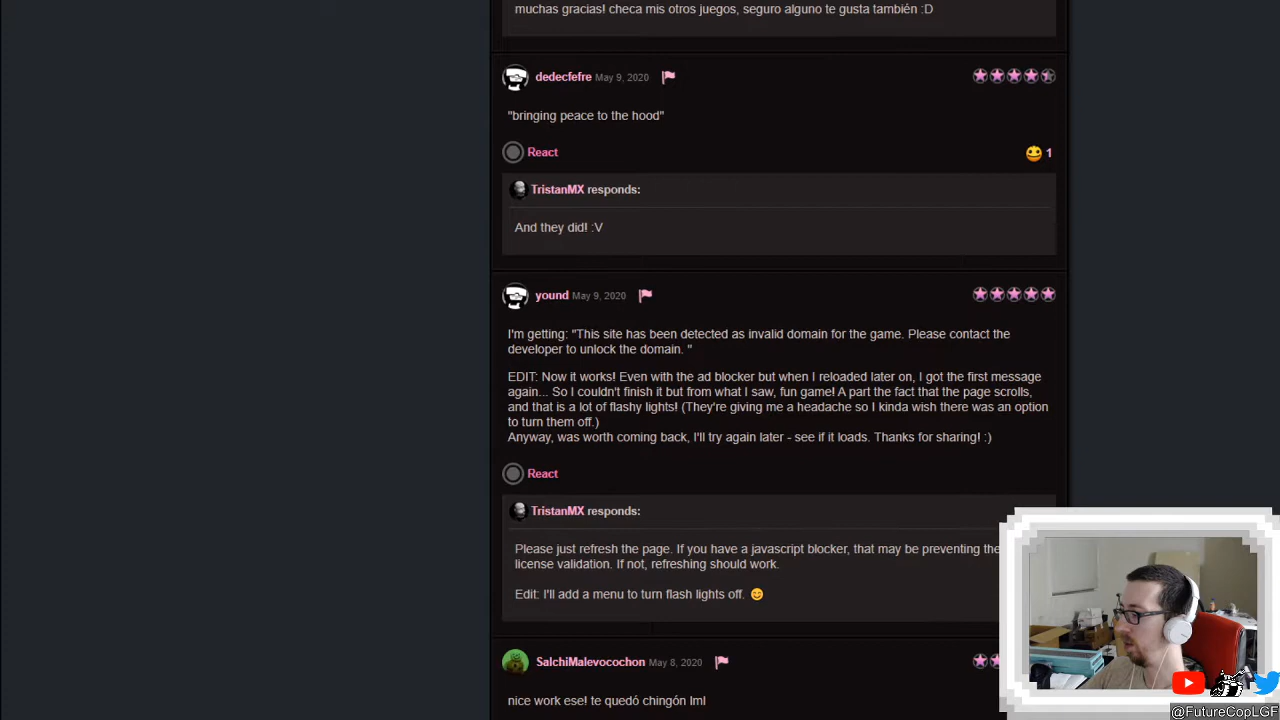 muchas gracias! checa mis otros juegos, seguro alguno te gusta también :D
dedecfefre May 9, 2020
"bringing peace to the hood"
React
1
TristanMX responds:
And they did! :V
yound May 9, 2020
I'm getting: "This site has been detected as invalid domain for the game. Please contact the
developer to unlock the domain. "
EDIT: Now it works! Even with the ad blocker but when I reloaded later on, I got the first message
again... So I couldn't finish it but from what I saw, fun game! A part the fact that the page scrolls,
and that is a lot of flashy lights! (They're giving me a headache so I kinda wish there was an option
to turn them off.)
Anyway, was worth coming back, I'll try again later - see if it loads. Thanks for sharing! :)
React
TristanMX responds:
Please just refresh the page. If you have a javascript blocker, that may be preventing the
license validation. If not, refreshing should work.
Edit: I'll add a menu to turn flash lights off. 😊
SalchiMalevocochon May 8, 2020
nice work ese! te quedó chingón lml
@FutureCopLGF